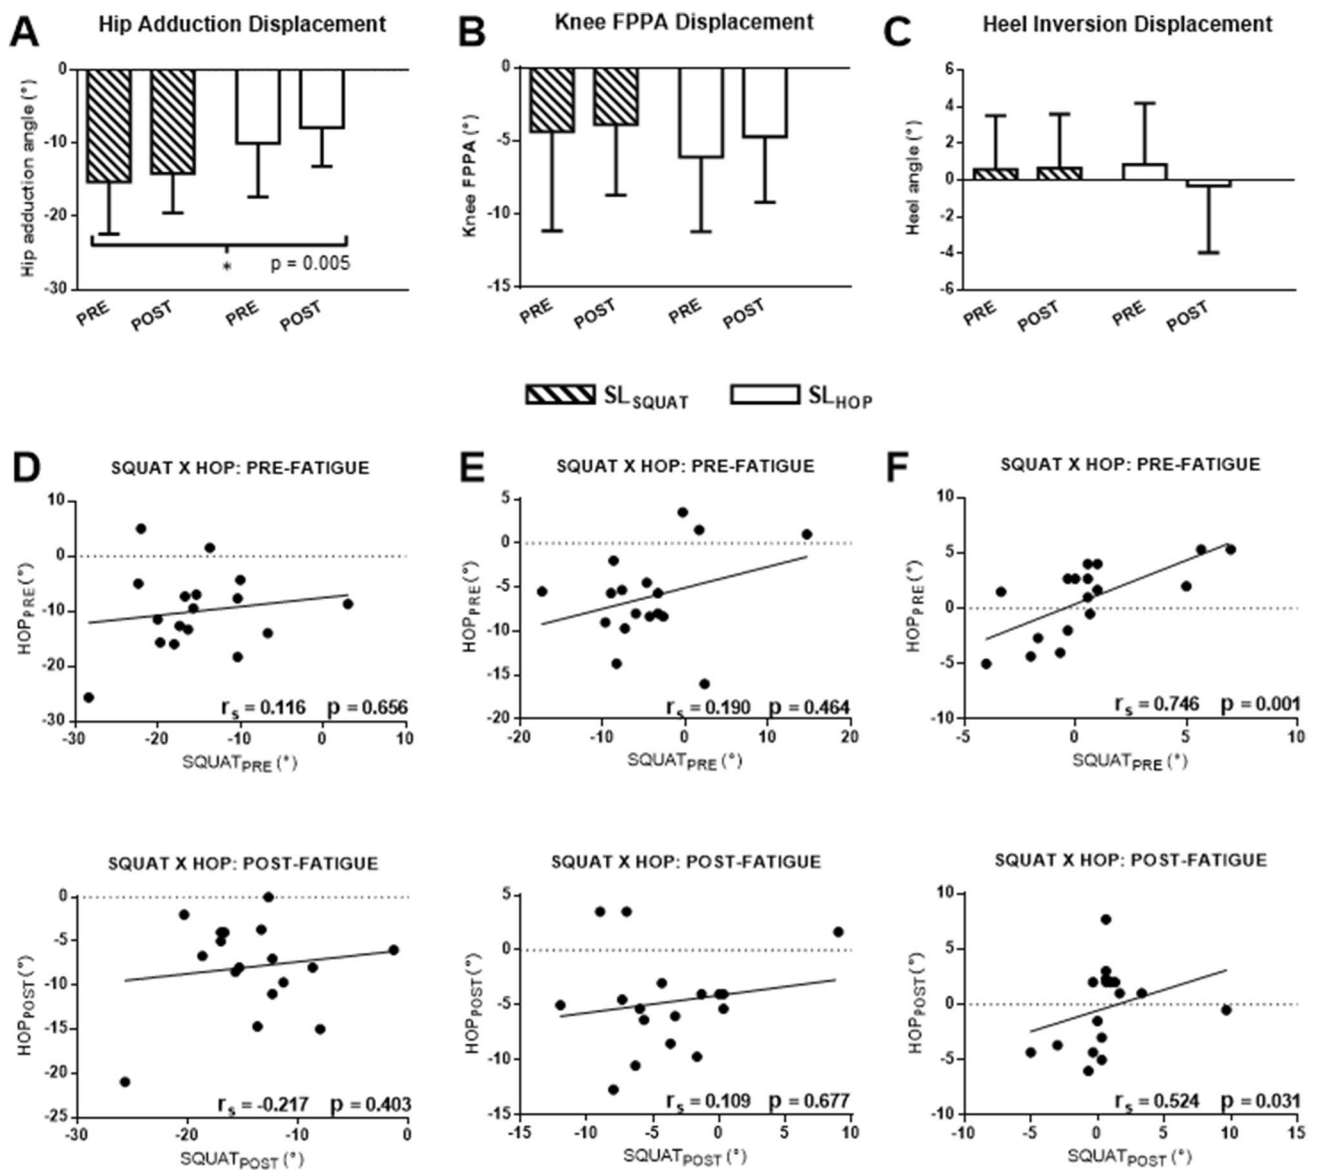 A Hip Adduction Displacement
B Knee FPPA Displacement
C Heel Inversion Displacement
Hip adduction angle (°)
0
-10
-20
-30
* p = 0.005
PRE POST PRE POST
Knee FPPA (°)
0
-5
-10
-15
PRE POST PRE POST
Heel angle (°)
6
4
2
0
-2
-4
-6
PRE POST PRE POST
SLSQUAT SLHOP
D SQUAT X HOP: PRE-FATIGUE
HOPPRE (°)
10
0
-10
-20
-30
rs = 0.116 p = 0.656
-30 -20 -10 0 10
SQUATPRE (°)
E SQUAT X HOP: PRE-FATIGUE
HOPPRE (°)
5
0
-5
-10
-15
-20
rs = 0.190 p = 0.464
-20 -10 0 10 20
SQUATPRE (°)
F SQUAT X HOP: PRE-FATIGUE
HOPPRE (°)
10
5
0
-5
-10
rs = 0.746 p = 0.001
-5 0 5 10
SQUATPRE (°)
SQUAT X HOP: POST-FATIGUE
HOPPOST (°)
0
-5
-10
-15
-20
-25
rs = -0.217 p = 0.403
-30 -20 -10 0
SQUATPOST (°)
SQUAT X HOP: POST-FATIGUE
HOPPOST (°)
5
0
-5
-10
-15
rs = 0.109 p = 0.677
-15 -10 -5 0 5 10
SQUATPOST (°)
SQUAT X HOP: POST-FATIGUE
HOPPOST (°)
10
5
0
-5
-10
rs = 0.524 p = 0.031
-10 -5 0 5 10 15
SQUATPOST (°)